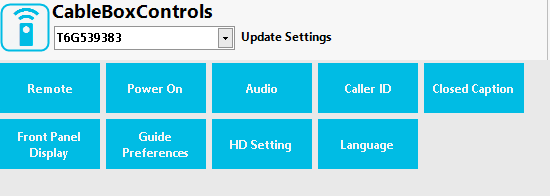 CableBoxControls
T6G539383 Update Settings
Remote Power On Audio Caller ID Closed Caption
Front Panel Display Guide Preferences HD Setting Language